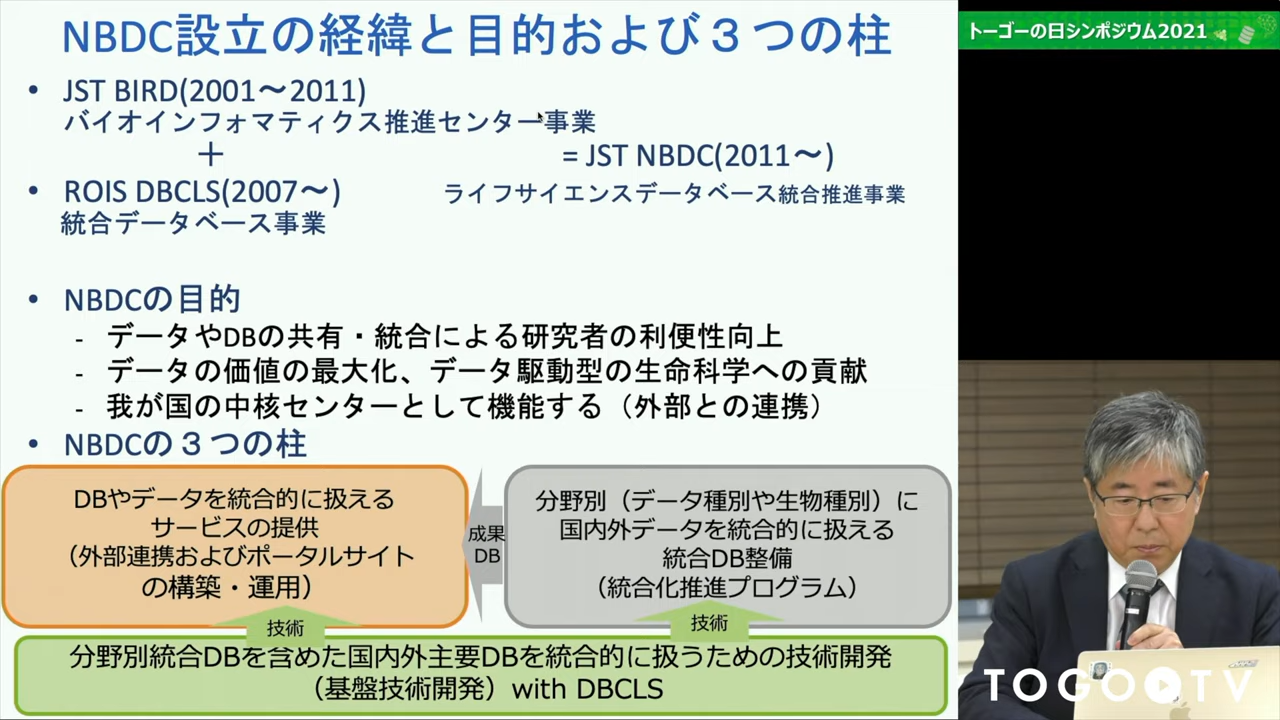 NBDC設立の経緯と目的および３つの柱
• JST BIRD(2001～2011)
バイオインフォマティクス推進センター事業
＋ = JST NBDC(2011～)
• ROIS DBCLS(2007～) ライフサイエンスデータベース統合推進事業
統合データベース事業
• NBDCの目的
- データやDBの共有・統合による研究者の利便性向上
- データの価値の最大化、データ駆動型の生命科学への貢献
- 我が国の中核センターとして機能する（外部との連携）
• NBDCの３つの柱
DBやデータを統合的に扱える
サービスの提供
（外部連携およびポータルサイト
の構築・運用）
成果
DB
分野別（データ種別や生物種別）に
国内外データを統合的に扱える
統合DB整備
（統合化推進プログラム）
技術
技術
分野別統合DBを含めた国内外主要DBを統合的に扱うための技術開発
（基盤技術開発）with DBCLS
トーゴーの日シンポジウム2021
TOGO TV